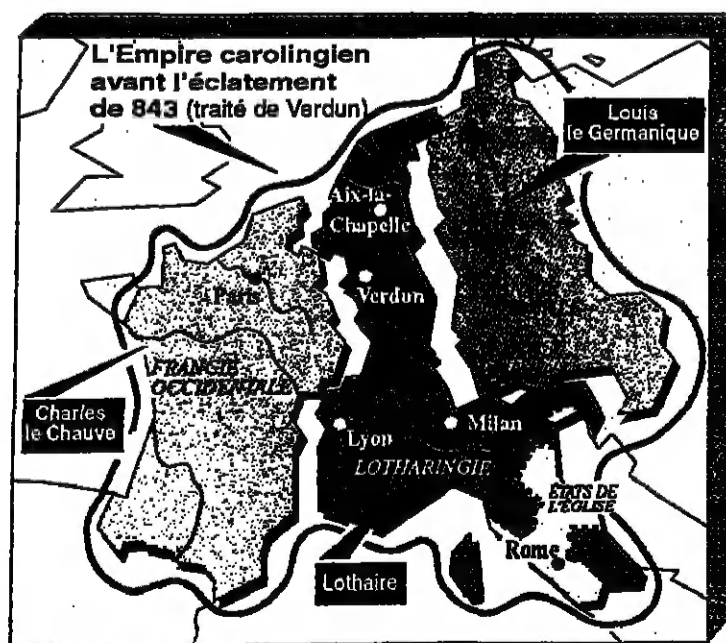 L'Empire carolingien
avant l'éclatement
de 843 (traité de Verdun)
Louis
le Germanique
Aix-la-
Chapelle
Paris
Verdun
FRANCIE
OCCIDENTALE
Charles
le Chauve
Lyon
Milan
LOTHARINGIE
ÉTATS DE
L'ÉGLISE
Rome
Lothaire